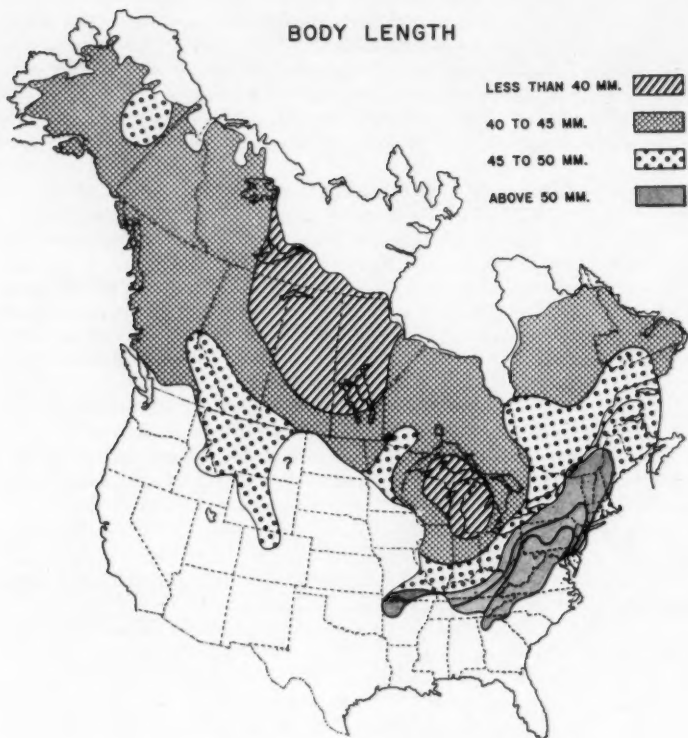 BODY LENGTH
LESS THAN 40 MM.
40 TO 45 MM.
45 TO 50 MM.
ABOVE 50 MM.
?